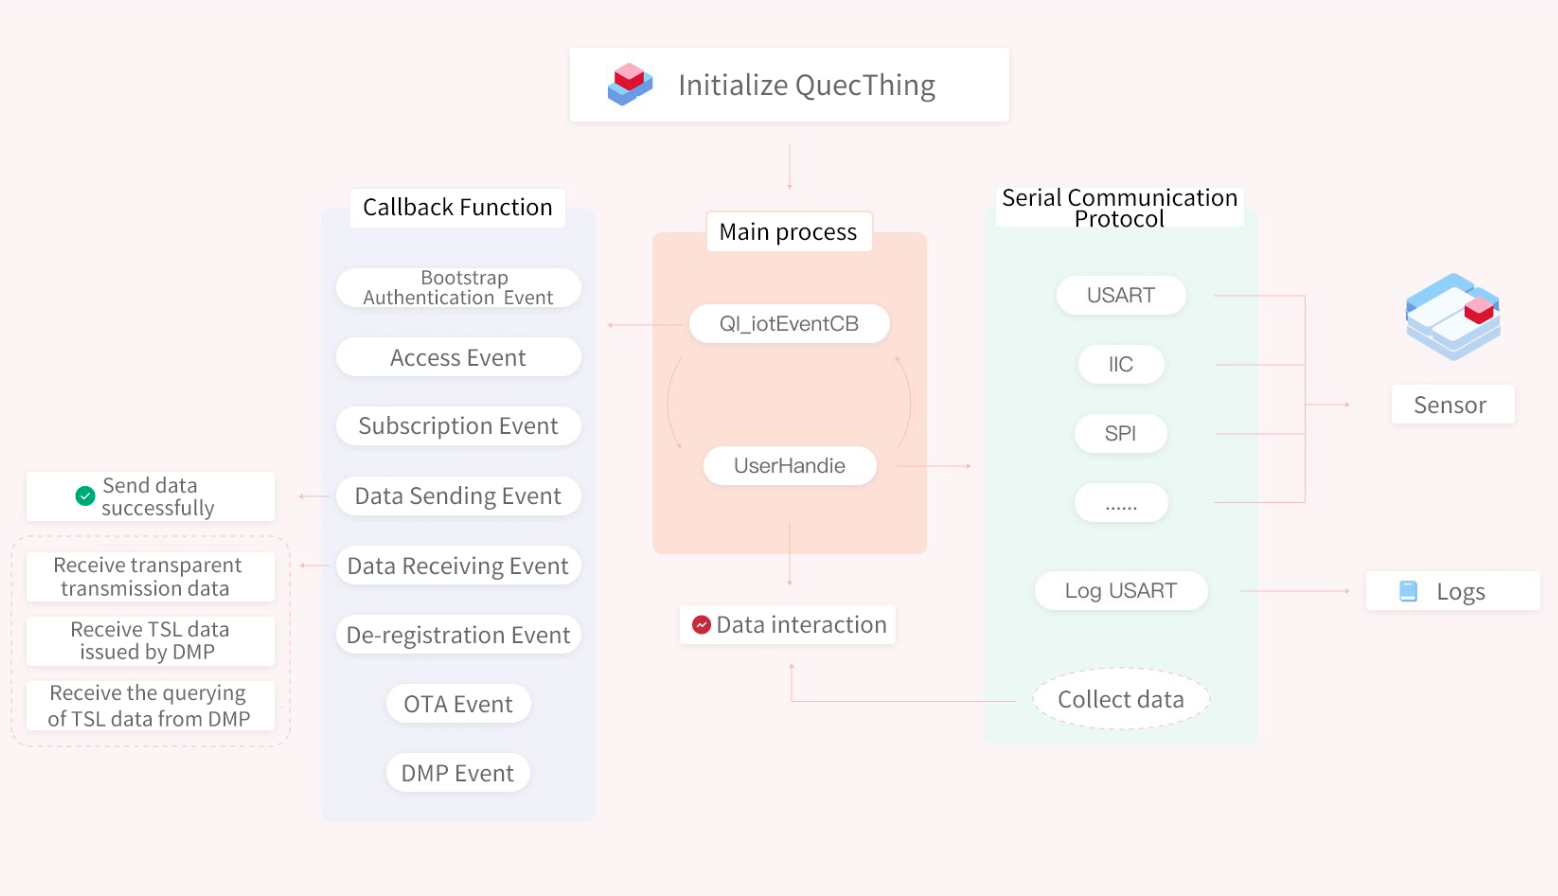 Initialize QuecThing
Callback Function
Bootstrap
Authentication Event
Access Event
Subscription Event
Data Sending Event
Data Receiving Event
De-registration Event
OTA Event
DMP Event
Send data
successfully
Receive transparent
transmission data
Receive TSL data
issued by DMP
Receive the querying
of TSL data from DMP
Main process
QI_iotEventCB
UserHandie
Data interaction
Serial Communication
Protocol
USART
IIC
SPI
......
Log USART
Collect data
Sensor
Logs